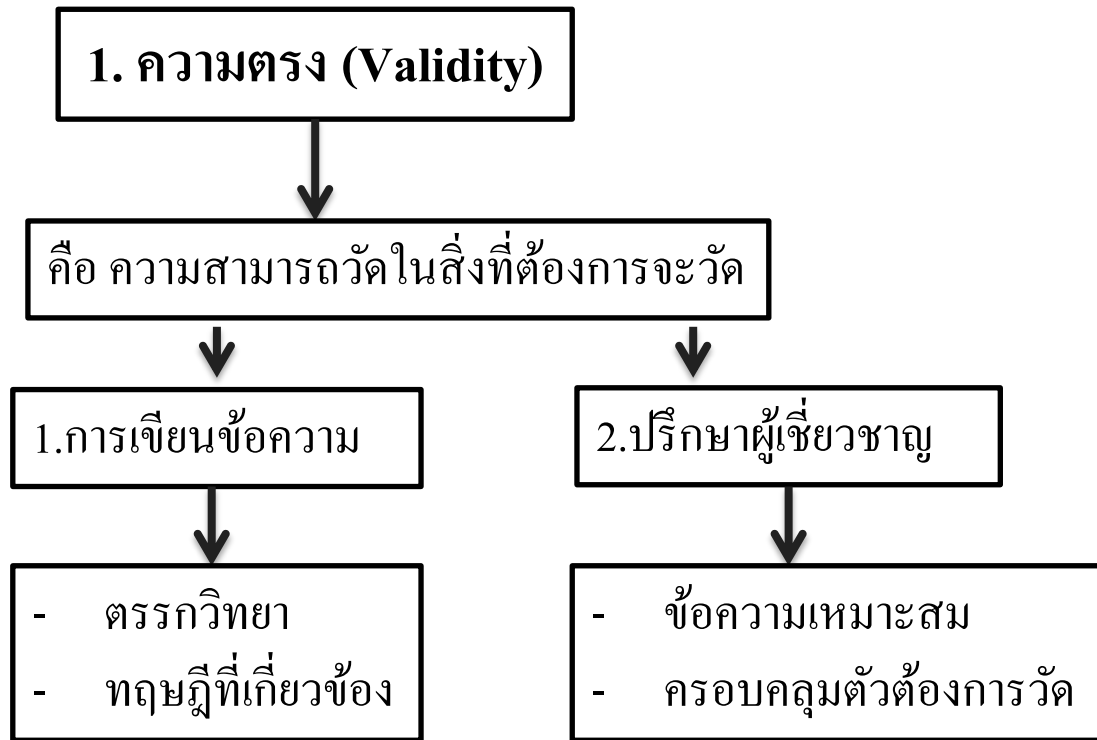 1. ความตรง (Validity)
คือ ความสามารถวัดในสิ่งที่ต้องการจะวัด
1.การเขียนข้อความ
2.ปรึกษาผู้เชี่ยวชาญ
- ตรรกวิทยา
- ทฤษฎีที่เกี่ยวข้อง
- ข้อความเหมาะสม
- ครอบคลุมตัวต้องการวัด